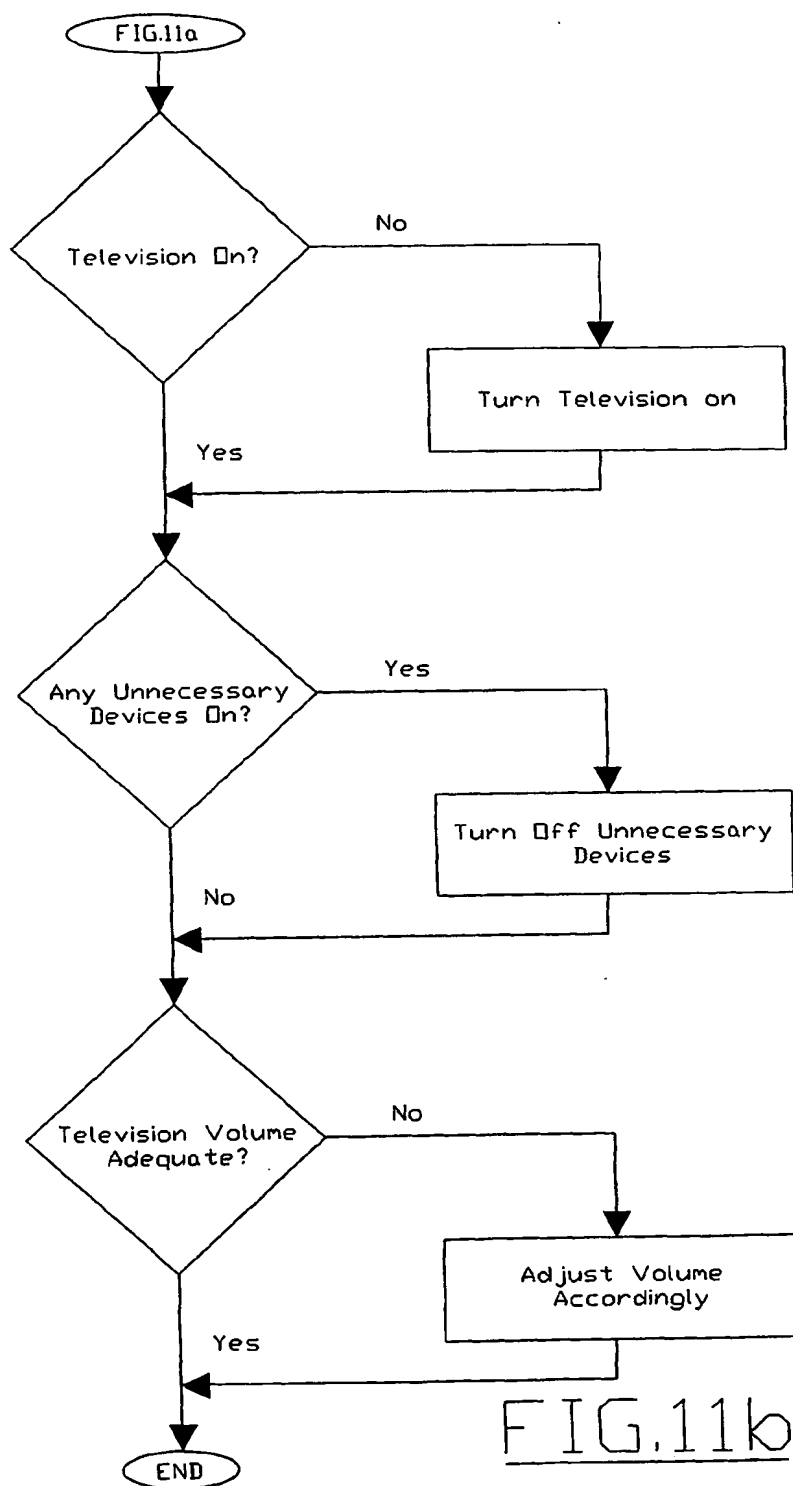 FIG.11a
Television On?
No
Turn Television on
Yes
Any Unnecessary
Devices On?
Yes
Turn Off Unnecessary
Devices
No
Television Volume
Adequate?
No
Adjust Volume
Accordingly
Yes
END
FIG.11b